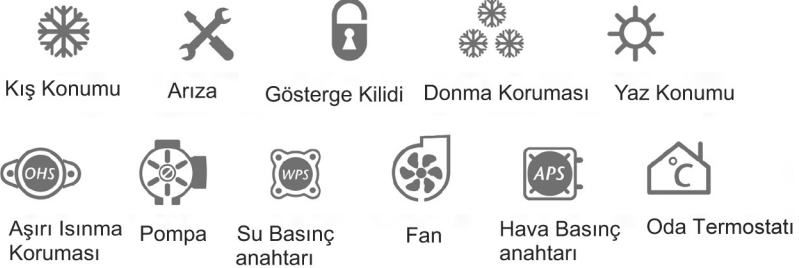 Kış Konumu
Arıza
Gösterge Kilidi
Donma Koruması
Yaz Konumu
OHS
WPS
APS
°C
Aşırı Isınma
Koruması
Pompa
Su Basınç
anahtarı
Fan
Hava Basınç
anahtarı
Oda Termostatı